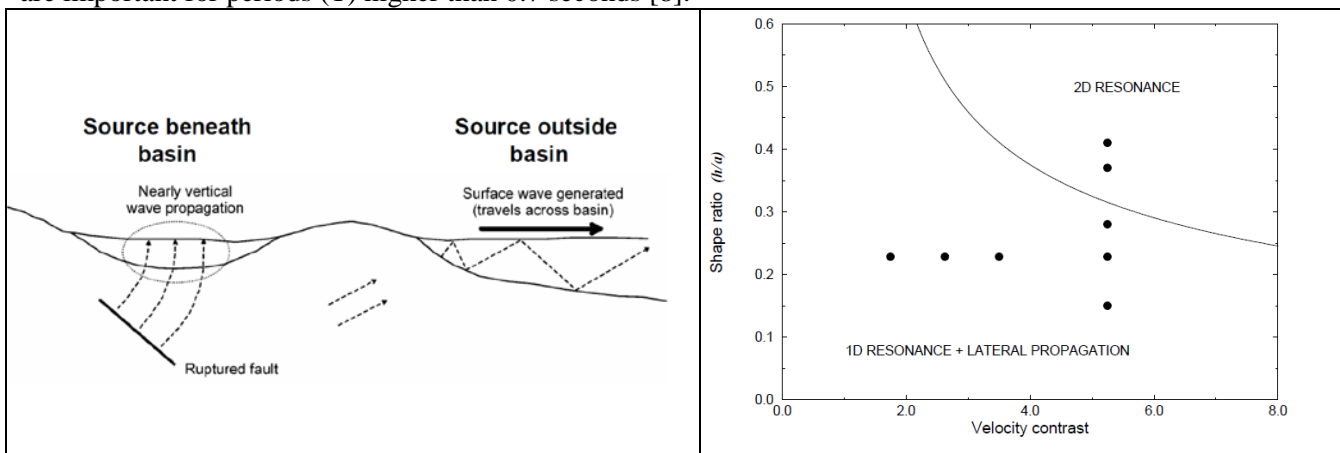 are important for periods (T) higher than 0.7 seconds [8].
Source beneath
basin
Nearly vertical
wave propagation
Ruptured fault
Source outside
basin
Surface wave generated
(travels across basin)
0.6
0.5
0.4
0.3
0.2
0.1
0.0
Shape ratio (h/a)
2D RESONANCE
1D RESONANCE + LATERAL PROPAGATION
0.0 2.0 4.0 6.0 8.0
Velocity contrast